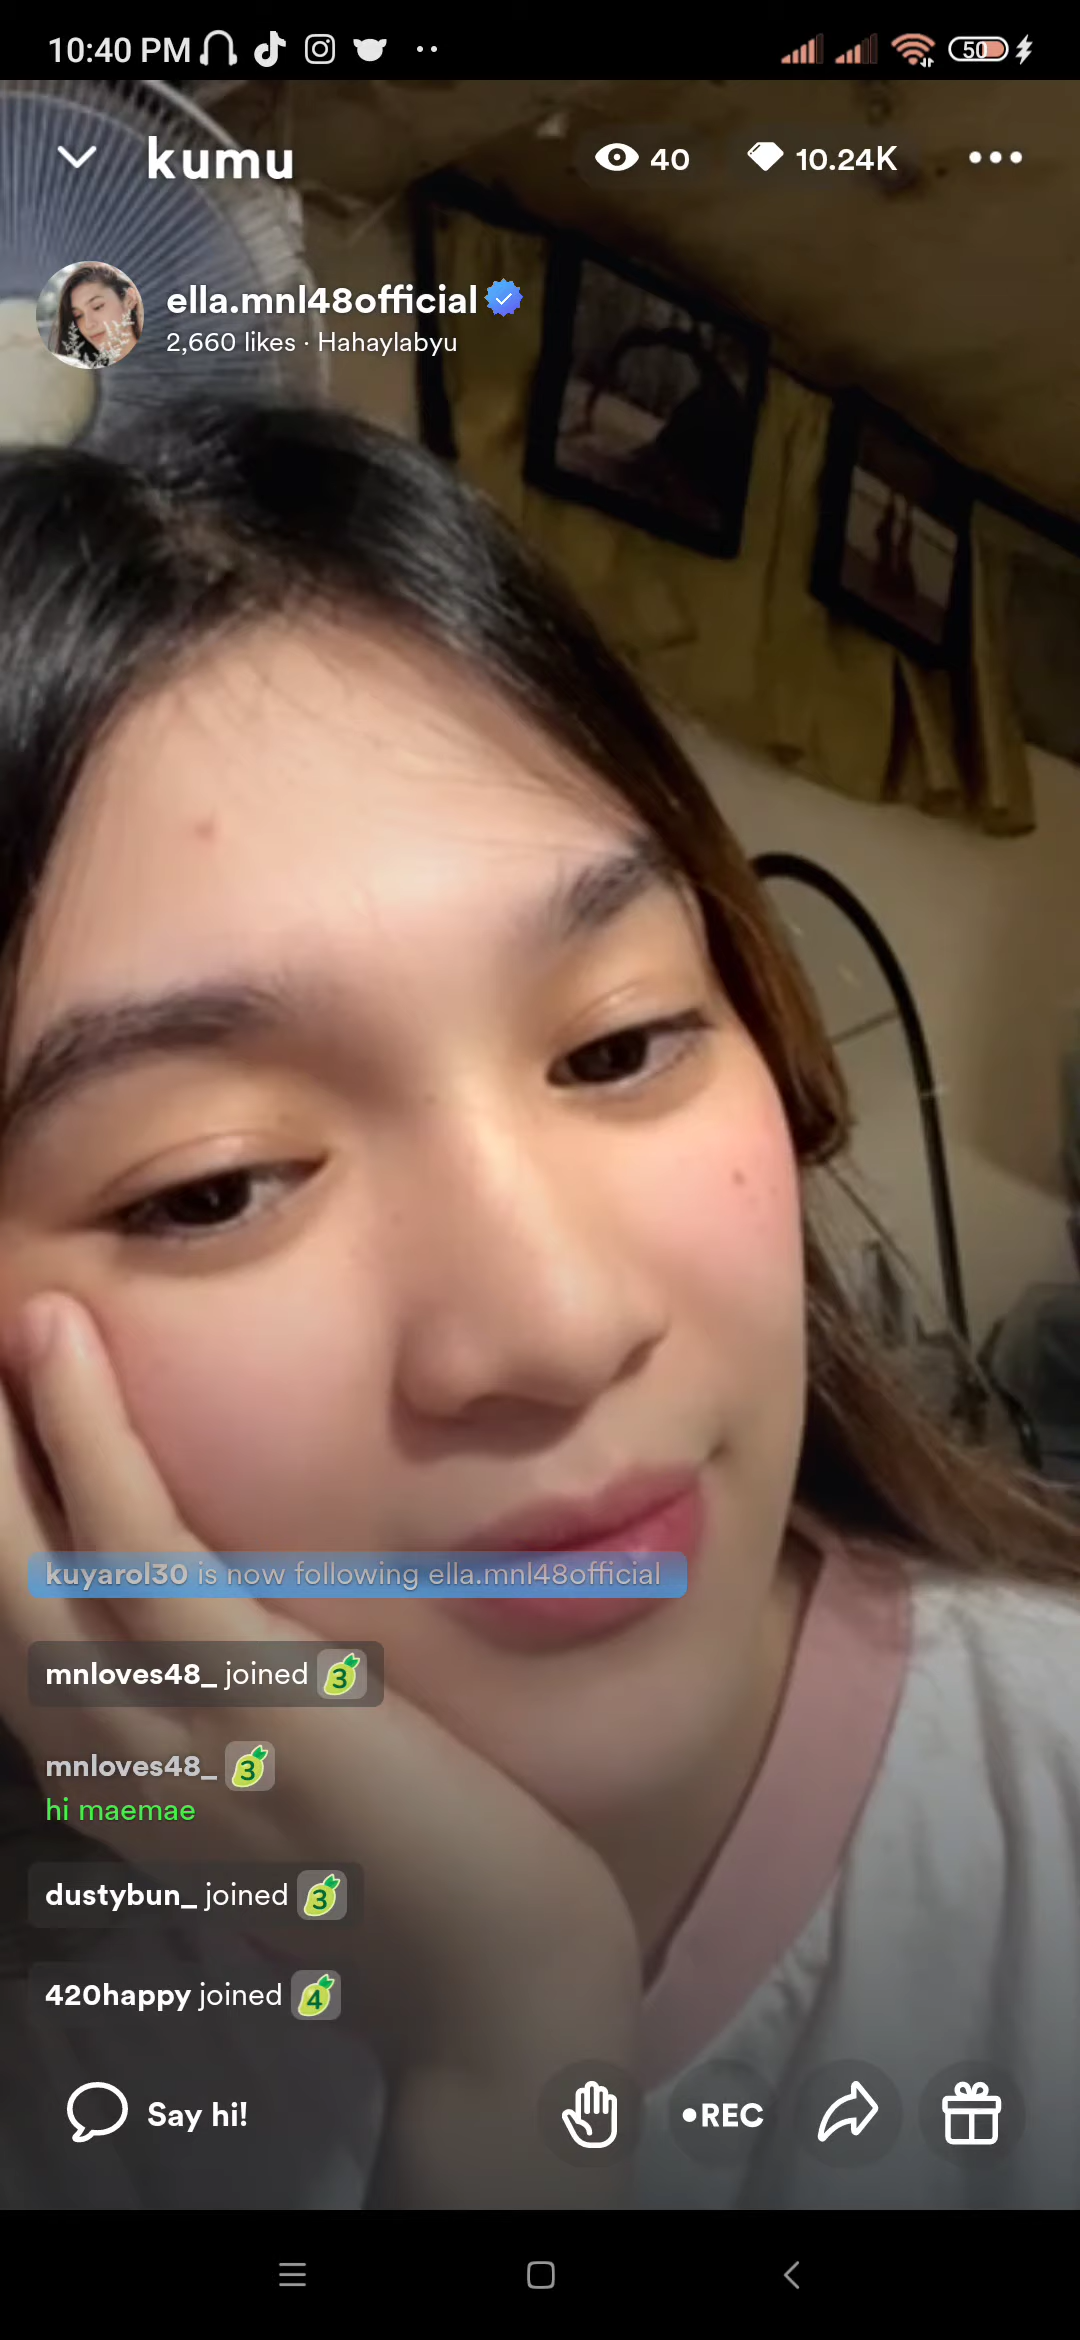 10:40 PM
50
kumu
40
10.24K
ella.mnl48official
2,660 likes · Hahaylabyu
kuyarol30 is now following ella.mnl48official
mnloves48_ joined 3
mnloves48_ 3
hi maemae
dustybun_ joined 3
420happy joined 4
Say hi!
•REC